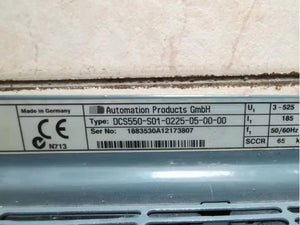 Made in Germany
Automation Products GmbH
Type: DCS550-S01-0225-05-00-00
Ser No: 1883530A12173807
N713
U₁ 3 - 525
I₁ 185
f₁ 50/60Hz
SCCR 65 k